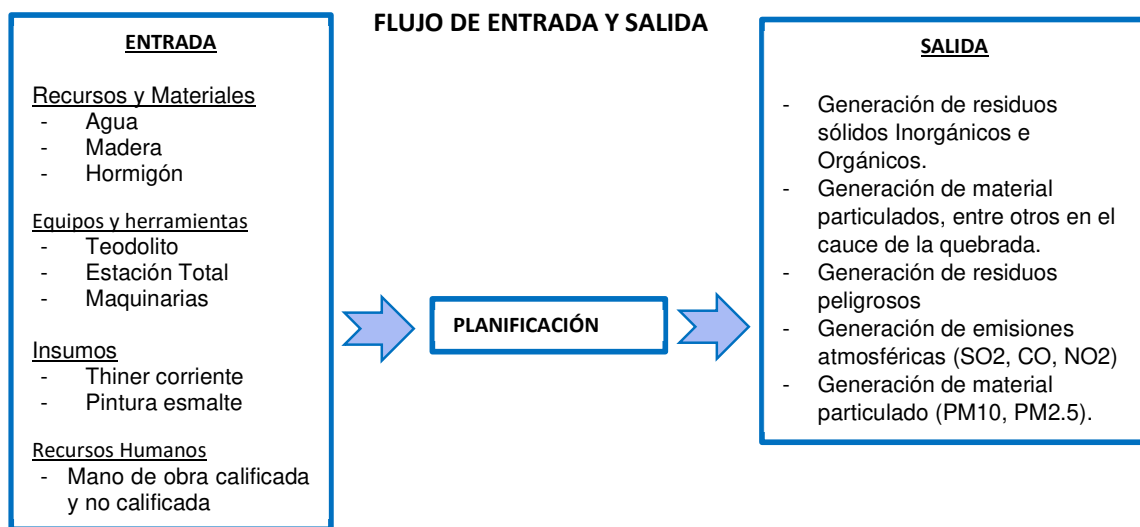 FLUJO DE ENTRADA Y SALIDA
ENTRADA
Recursos y Materiales
- Agua
- Madera
- Hormigón
Equipos y herramientas
- Teodolito
- Estación Total
- Maquinarias
Insumos
- Thiner corriente
- Pintura esmalte
Recursos Humanos
- Mano de obra calificada
y no calificada
PLANIFICACIÓN
SALIDA
- Generación de residuos
sólidos Inorgánicos e
Orgánicos.
- Generación de material
particulados, entre otros en el
cauce de la quebrada.
- Generación de residuos
peligrosos
- Generación de emisiones
atmosféricas (SO2, CO, NO2)
- Generación de material
particulado (PM10, PM2.5).